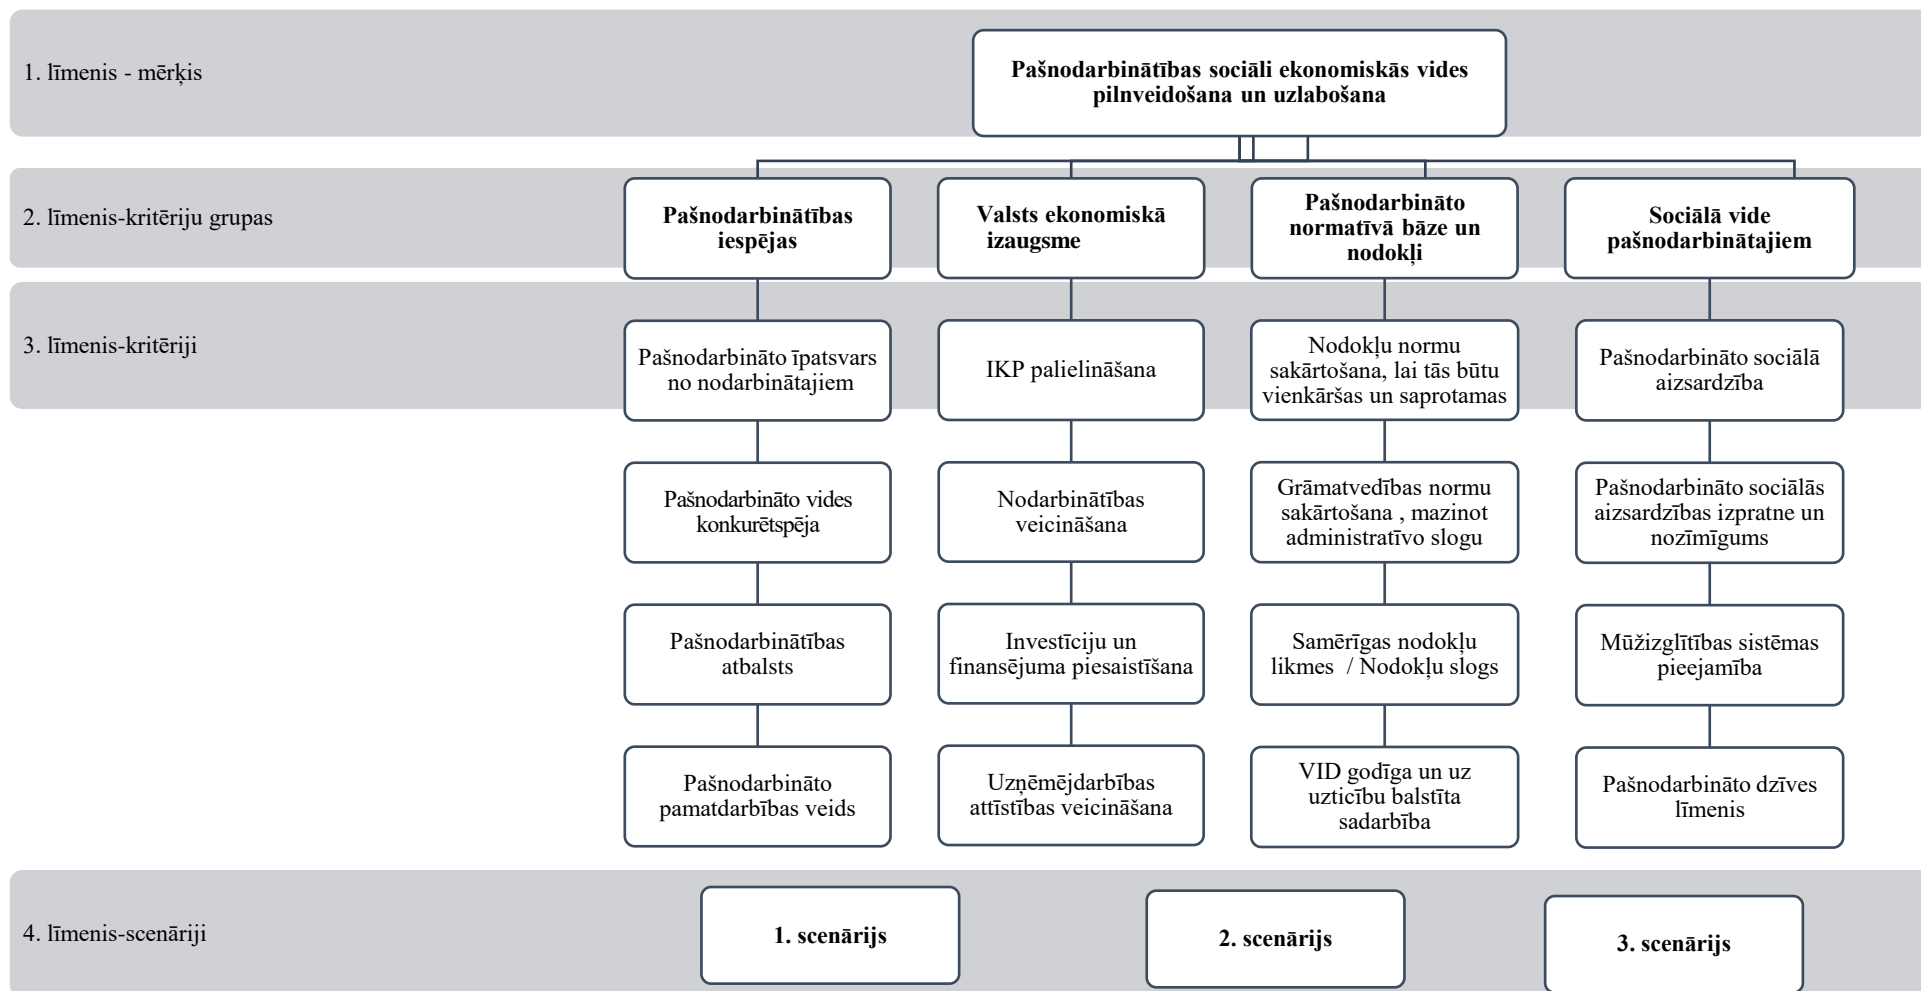 1. līmenis - mērķis
Pašnodarbinātības sociāli ekonomiskās vides
pilnveidošana un uzlabošana
2. līmenis-kritēriju grupas
Pašnodarbinātības
iespējas
Valsts ekonomiskā
izaugsme
Pašnodarbināto
normatīvā bāze un
nodokļi
Sociālā vide
pašnodarbinātajiem
3. līmenis-kritēriji
Pašnodarbināto īpatsvars
no nodarbinātajiem
IKP palielināšana
Nodokļu normu
sakārtošana, lai tās būtu
vienkāršas un saprotamas
Pašnodarbināto sociālā
aizsardzība
Pašnodarbināto vides
konkurētspēja
Nodarbinātības
veicināšana
Grāmatvedības normu
sakārtošana , mazinot
administratīvo slogu
Pašnodarbināto sociālās
aizsardzības izpratne un
nozīmīgums
Pašnodarbinātības
atbalsts
Investīciju un
finansējuma piesaistīšana
Samērīgas nodokļu
likmes / Nodokļu slogs
Mūžizglītības sistēmas
pieejamība
Pašnodarbināto
pamatdarbības veids
Uzņēmējdarbības
attīstības veicināšana
VID godīga un uz
uzticību balstīta
sadarbība
Pašnodarbināto dzīves
līmenis
4. līmenis-scenāriji
1. scenārijs
2. scenārijs
3. scenārijs